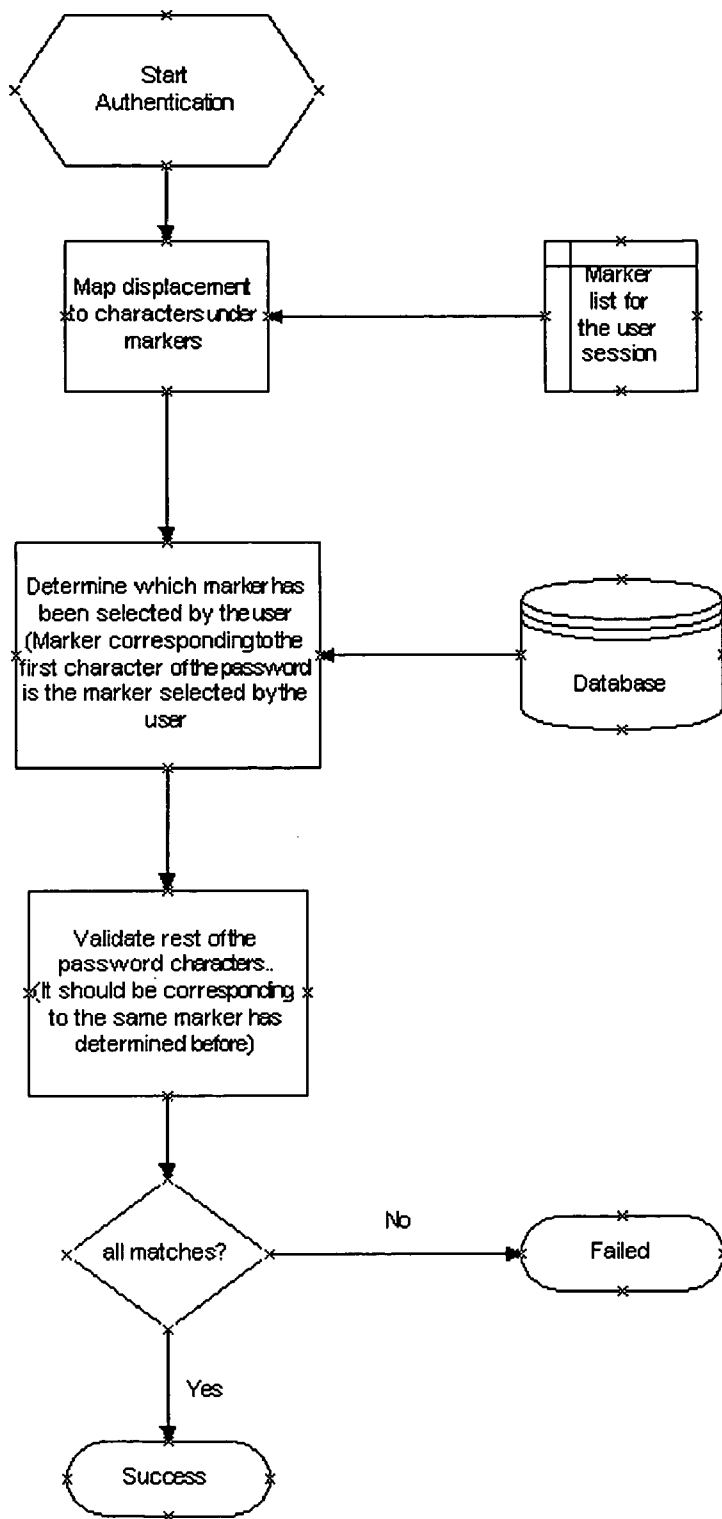 Start
Authentication
Map displacement
to characters under
markers
Marker
list for
the user
session
Determine which marker has
been selected by the user
(Marker corresponding to the
first character of the password
is the marker selected by the
user
Database
Validate rest of the
password characters..
(It should be corresponding
to the same marker has
determined before)
all matches?
No
Failed
Yes
Success